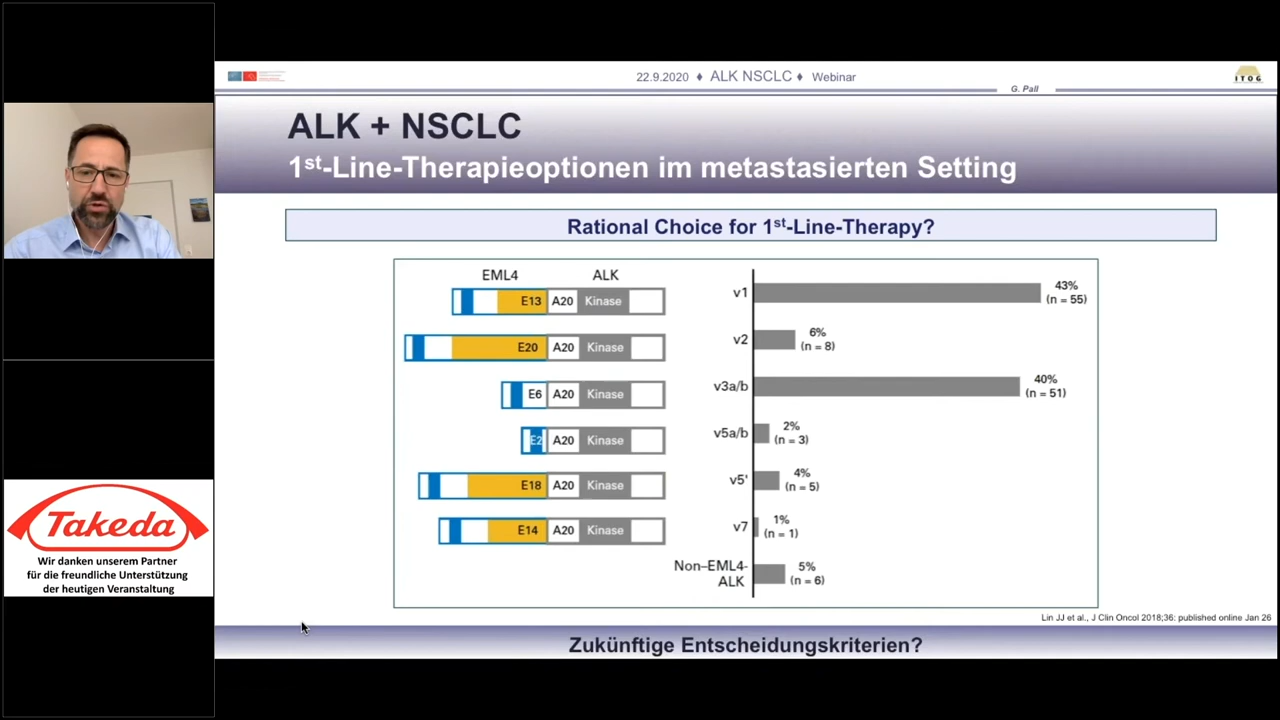 22.9.2020 ♦ ALK NSCLC ♦ Webinar
G. Pall
ITOG
ALK + NSCLC
1st-Line-Therapieoptionen im metastasierten Setting
Rational Choice for 1st-Line-Therapy?
EML4 ALK
E13 A20 Kinase
v1
43%
(n = 55)
E20 A20 Kinase
v2
6%
(n = 8)
E6 A20 Kinase
v3a/b
40%
(n = 51)
E2 A20 Kinase
v5a/b
2%
(n = 3)
E18 A20 Kinase
v5'
4%
(n = 5)
E14 A20 Kinase
v7
1%
(n = 1)
Non–EML4-
ALK
5%
(n = 6)
Lin JJ et al., J Clin Oncol 2018;36: published online Jan 26
Zukünftige Entscheidungskriterien?
Takeda
Wir danken unserem Partner
für die freundliche Unterstützung
der heutigen Veranstaltung